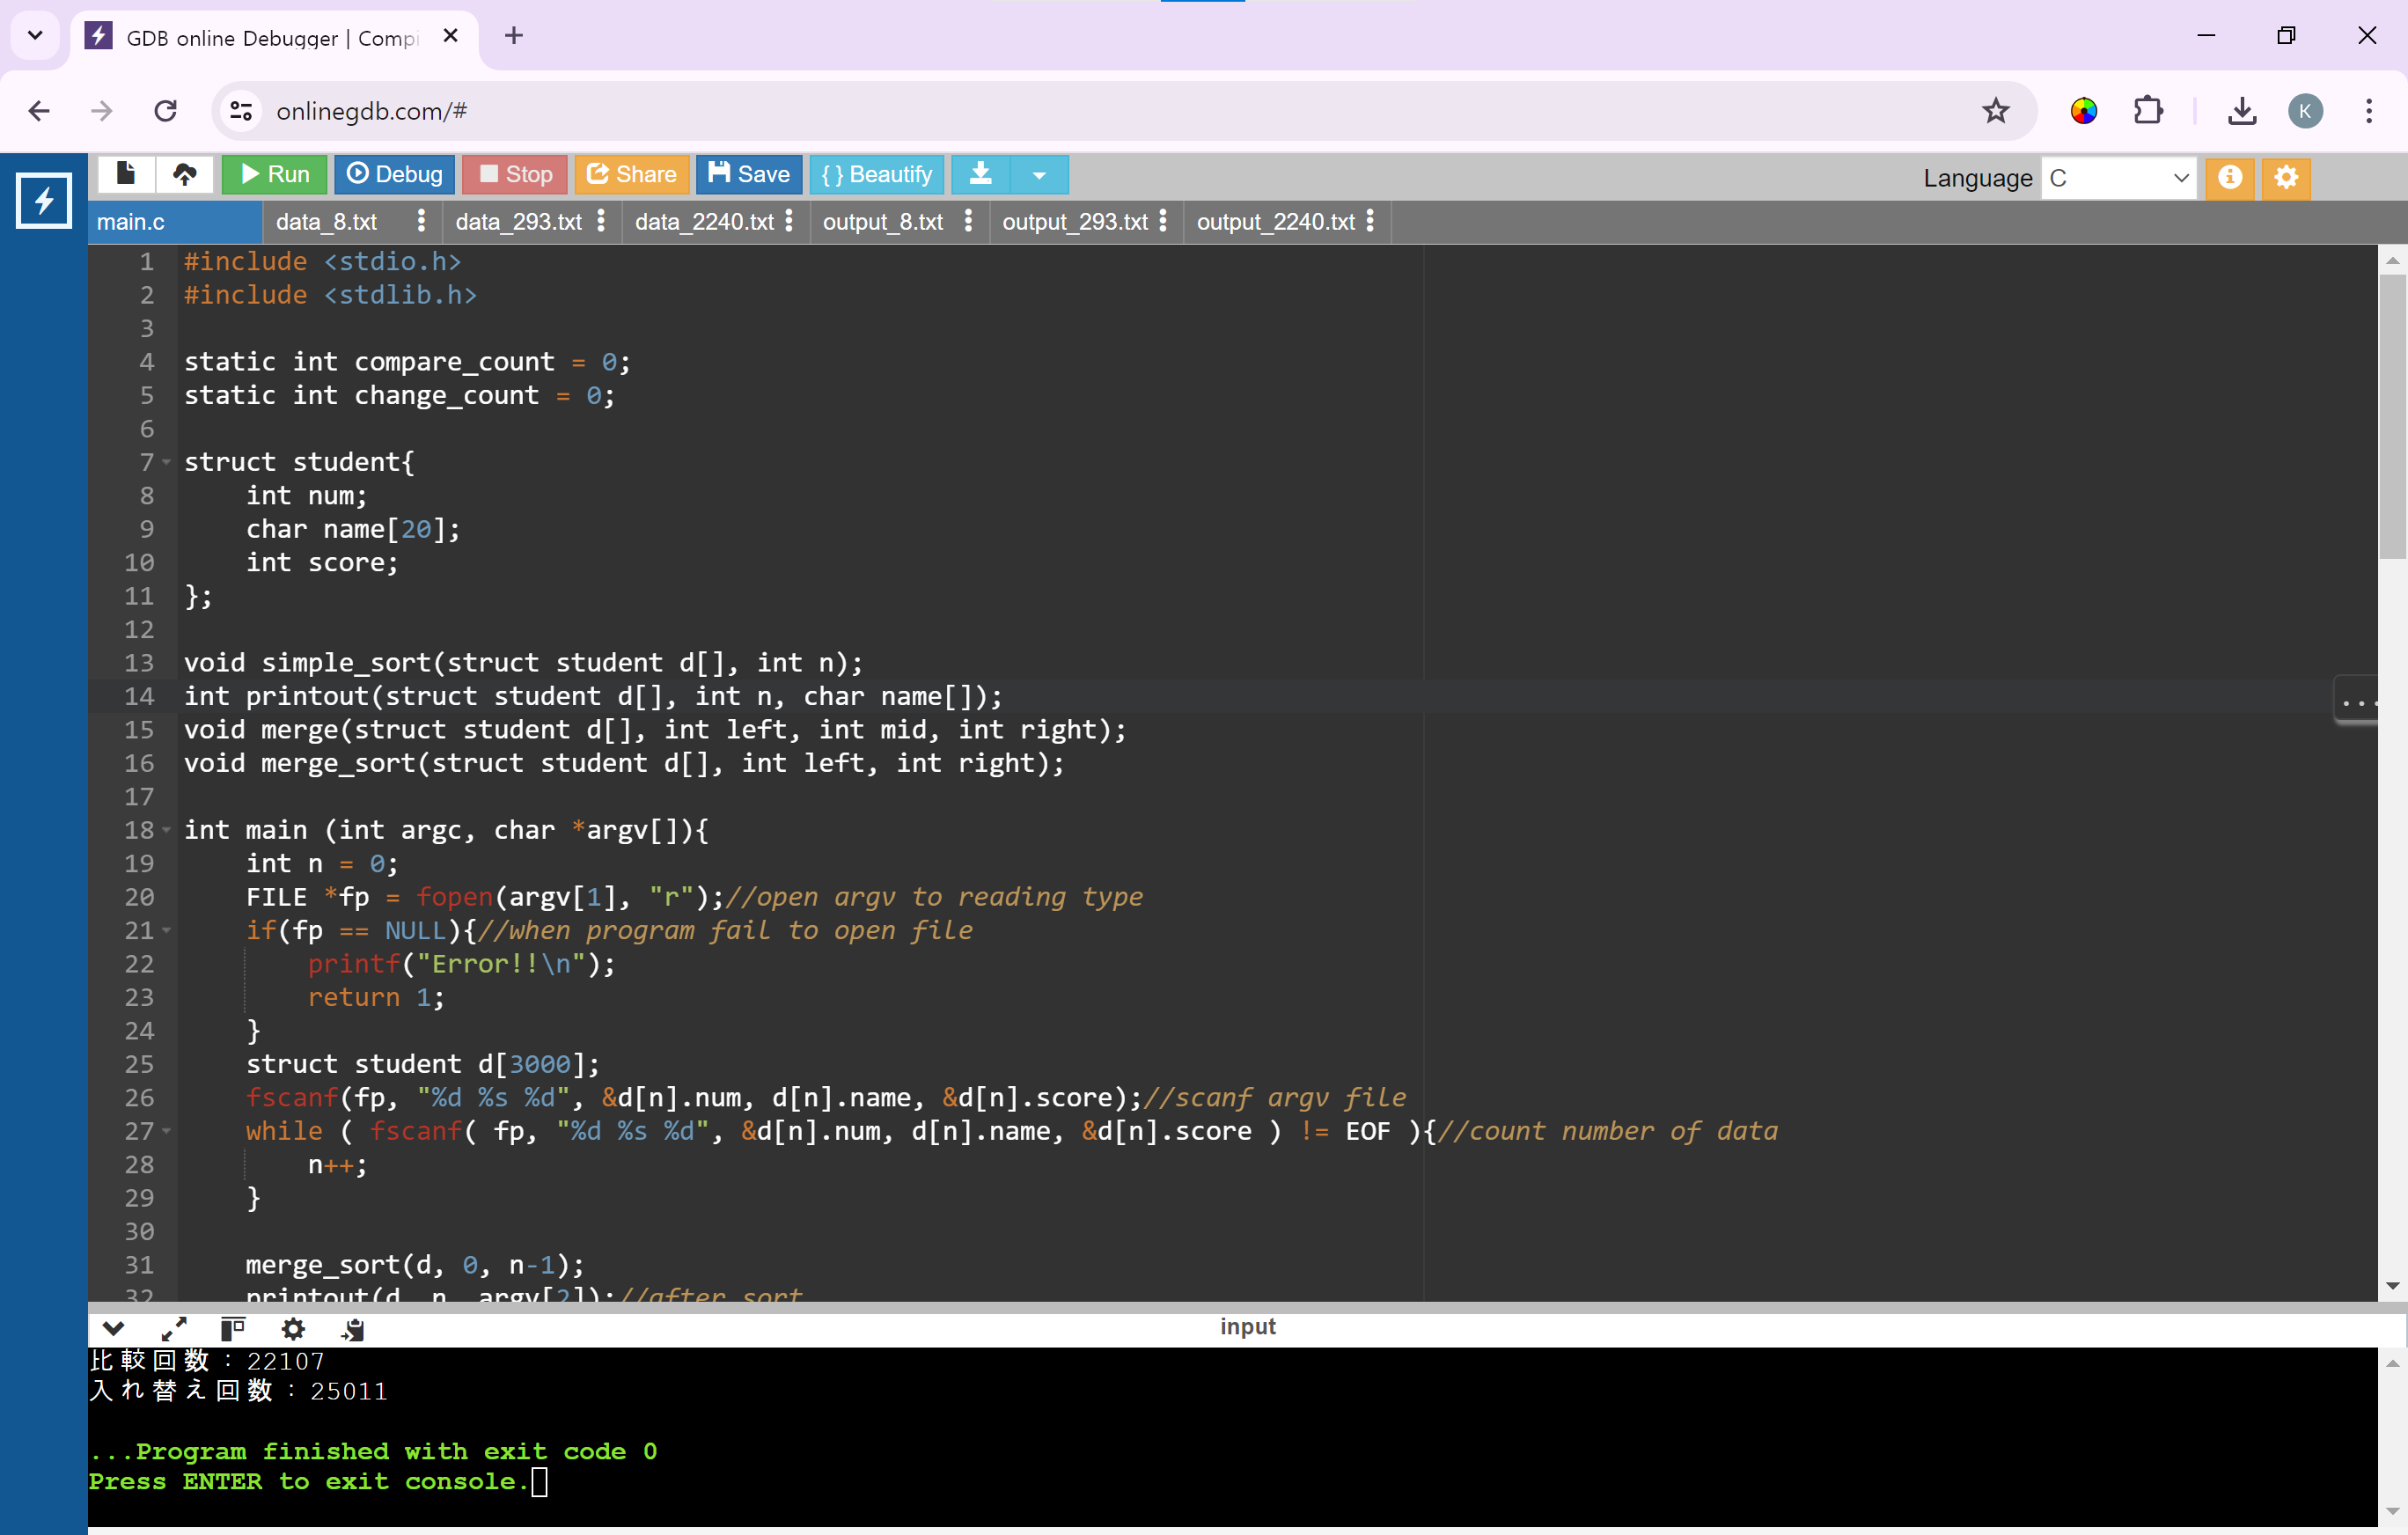 GDB online Debugger | Compi
onlinegdb.com/#
K
Run Debug Stop Share Save { } Beautify
Language C
main.c data_8.txt data_293.txt data_2240.txt output_8.txt output_293.txt output_2240.txt
1 #include <stdio.h>
2 #include <stdlib.h>
3
4 static int compare_count = 0;
5 static int change_count = 0;
6
7 struct student{
8     int num;
9     char name[20];
10     int score;
11 };
12
13 void simple_sort(struct student d[], int n);
14 int printout(struct student d[], int n, char name[]);
15 void merge(struct student d[], int left, int mid, int right);
16 void merge_sort(struct student d[], int left, int right);
17
18 int main (int argc, char *argv[]){
19     int n = 0;
20     FILE *fp = fopen(argv[1], "r");//open argv to reading type
21     if(fp == NULL){//when program fail to open file
22         printf("Error!!\n");
23         return 1;
24     }
25     struct student d[3000];
26     fscanf(fp, "%d %s %d", &d[n].num, d[n].name, &d[n].score);//scanf argv file
27     while ( fscanf( fp, "%d %s %d", &d[n].num, d[n].name, &d[n].score ) != EOF ){//count number of data
28         n++;
29     }
30
31     merge_sort(d, 0, n-1);
32     printout(d, n, argv[2]);//after sort
input
比較回数：22107
入れ替え回数：25011
...Program finished with exit code 0
Press ENTER to exit console.